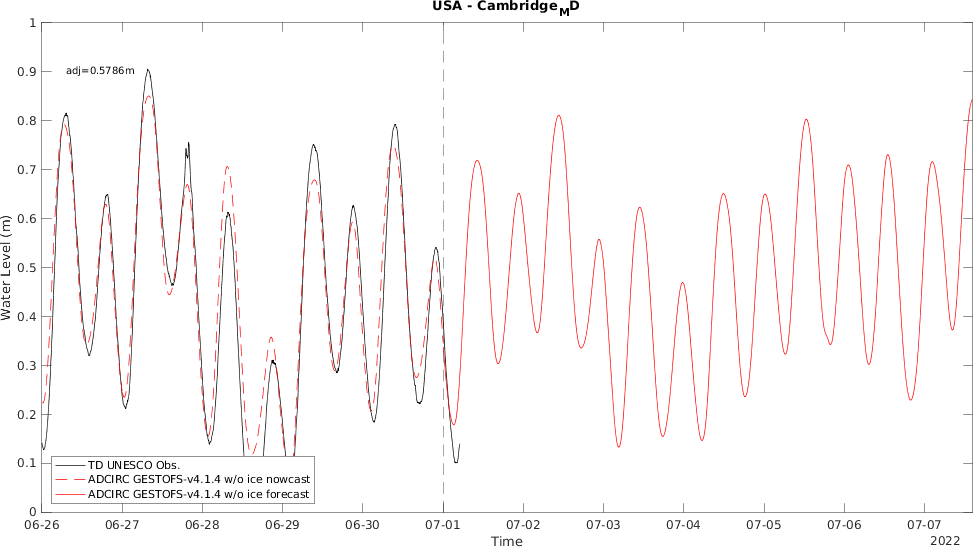 USA - Cambridge_MD
1
0.9
0.8
0.7
0.6
0.5
0.4
0.3
0.2
0.1
0
Water Level (m)
adj=0.5786m
TD UNESCO Obs.
ADCIRC GESTOFS-v4.1.4 w/o ice nowcast
ADCIRC GESTOFS-v4.1.4 w/o ice forecast
06-26 06-27 06-28 06-29 06-30 07-01 07-02 07-03 07-04 07-05 07-06 07-07
Time
2022